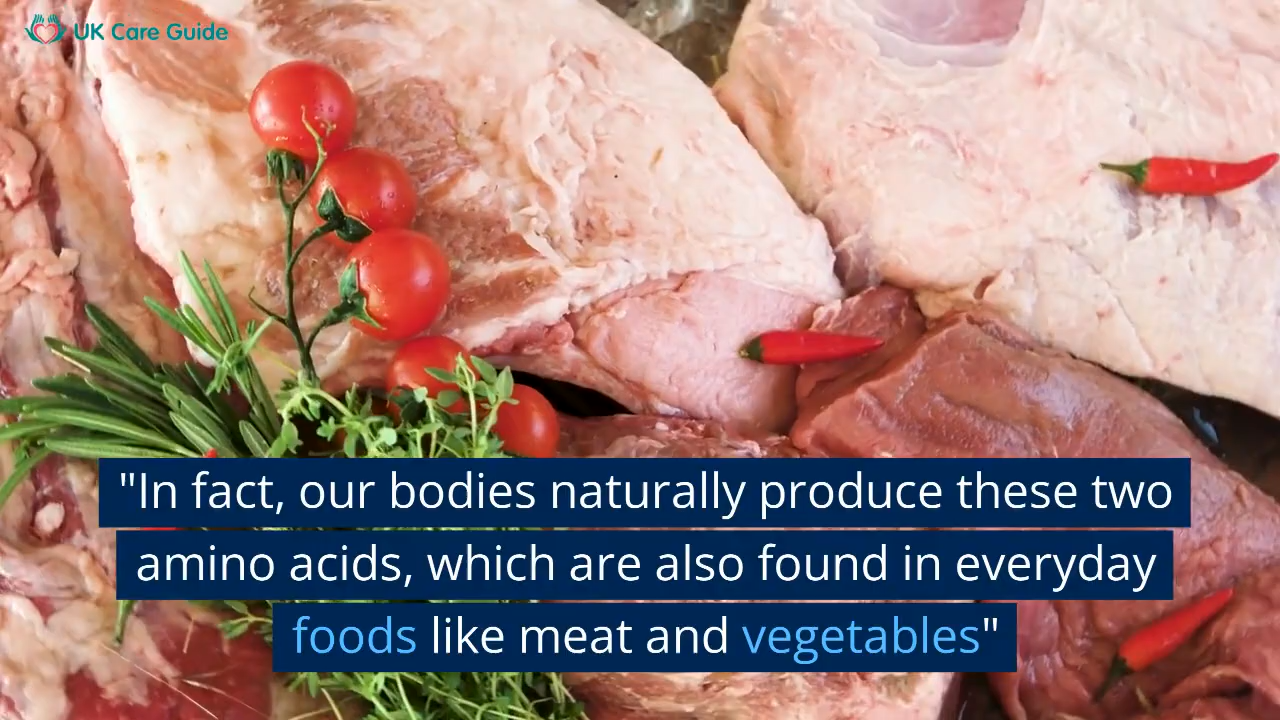 UK Care Guide
"In fact, our bodies naturally produce these two
amino acids, which are also found in everyday
foods like meat and vegetables"